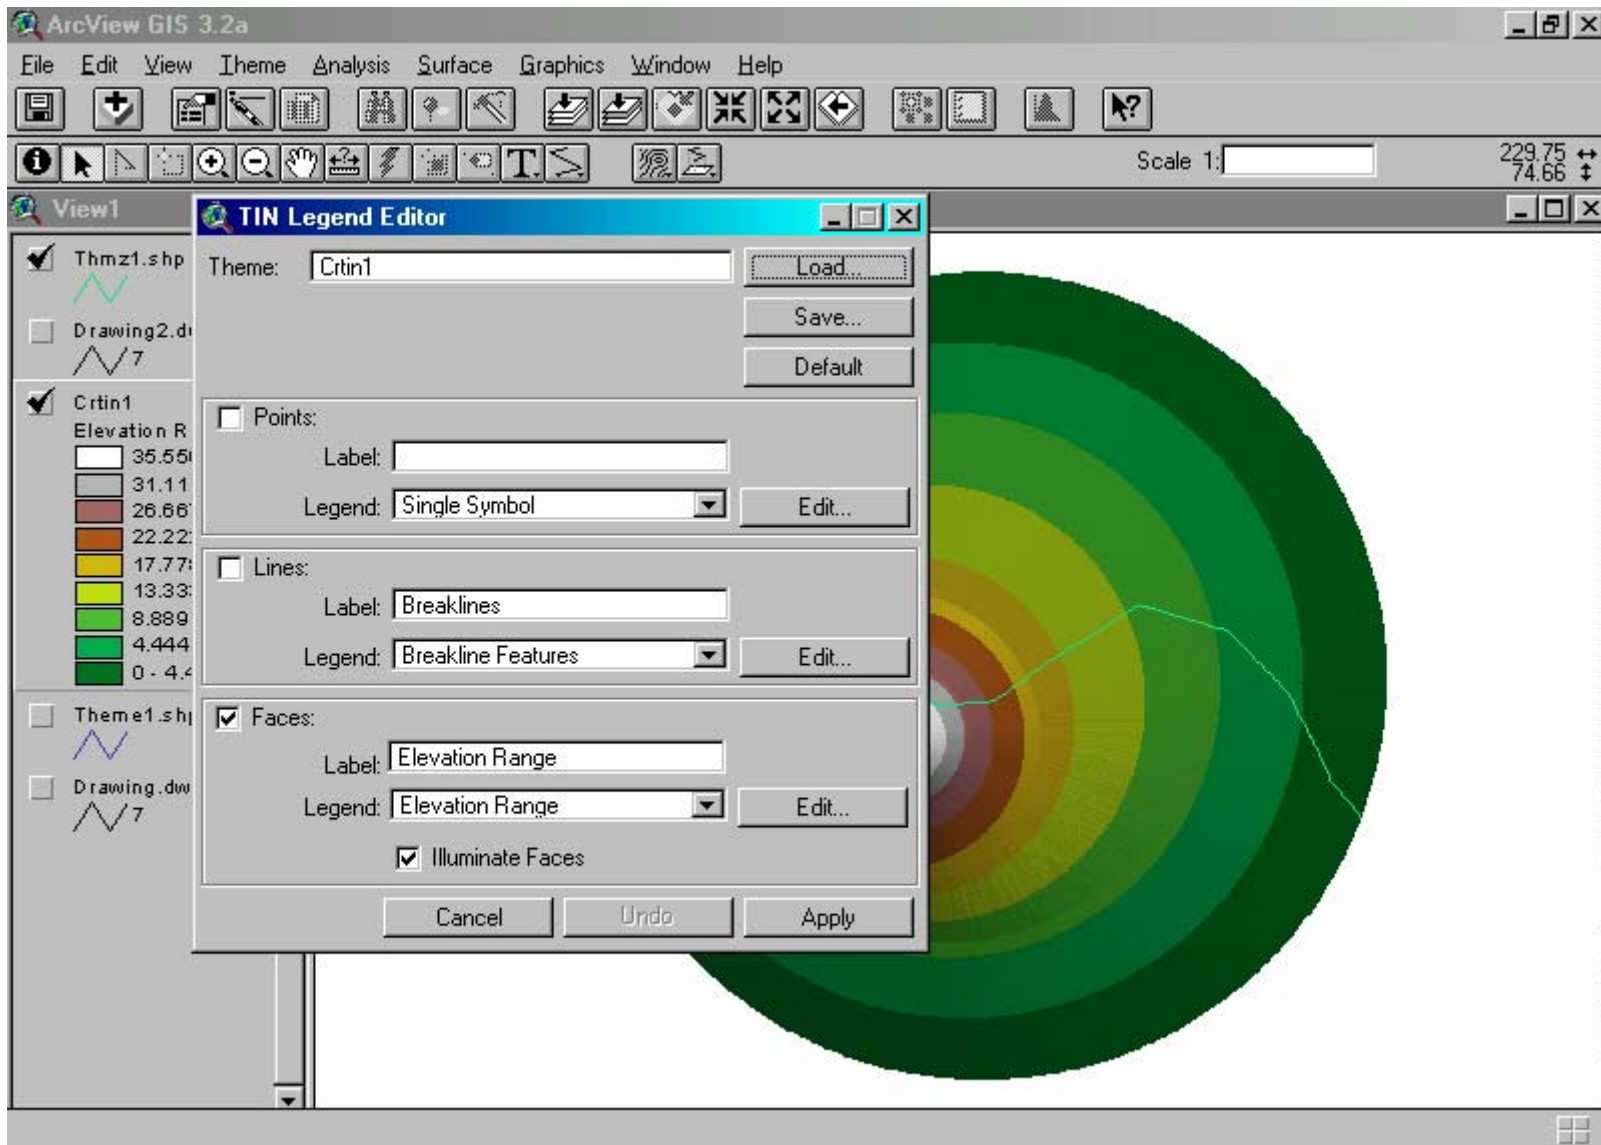 ArcView GIS 3.2a
File Edit View Theme Analysis Surface Graphics Window Help
Scale 1:
229.75
74.66
View1
Thmz1.shp
Drawing2.d
7
Crtin1
Elevation R
35.55
31.11
26.66
22.22
17.77
13.33
8.889
4.444
0 - 4.4
Theme1.sh
Drawing.dw
7
TIN Legend Editor
Theme: Crtin1
Load...
Save...
Default
Points:
Label:
Legend: Single Symbol Edit...
Lines:
Label: Breaklines
Legend: Breakline Features Edit...
Faces:
Label: Elevation Range
Legend: Elevation Range Edit...
Illuminate Faces
Cancel Undo Apply